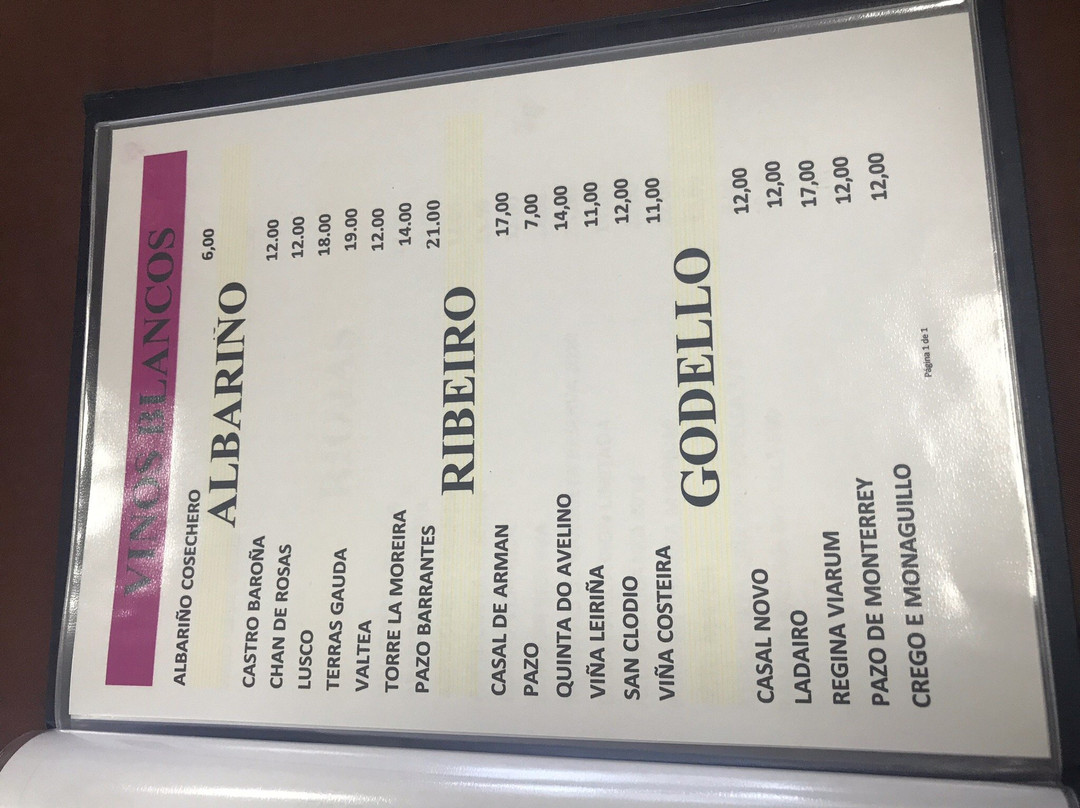 VINOS BLANCOS
ALBARIÑO COSECHERO 6,00
ALBARIÑO
CASTRO BAROÑA 12.00
CHAN DE ROSAS 12.00
LUSCO 18.00
TERRAS GAUDA 19.00
VALTEA 12.00
TORRE LA MOREIRA 14.00
PAZO BARRANTES 21.00
RIBEIRO
CASAL DE ARMAN 17,00
PAZO 7,00
QUINTA DO AVELINO 14,00
VIÑA LEIRIÑA 11,00
SAN CLODIO 12,00
VIÑA COSTEIRA 11,00
GODELLO
CASAL NOVO 12,00
LADAIRO 12,00
REGINA VIARUM 17,00
PAZO DE MONTERREY 12,00
CREGO E MONAGUILLO 12,00
Página 1 de 1